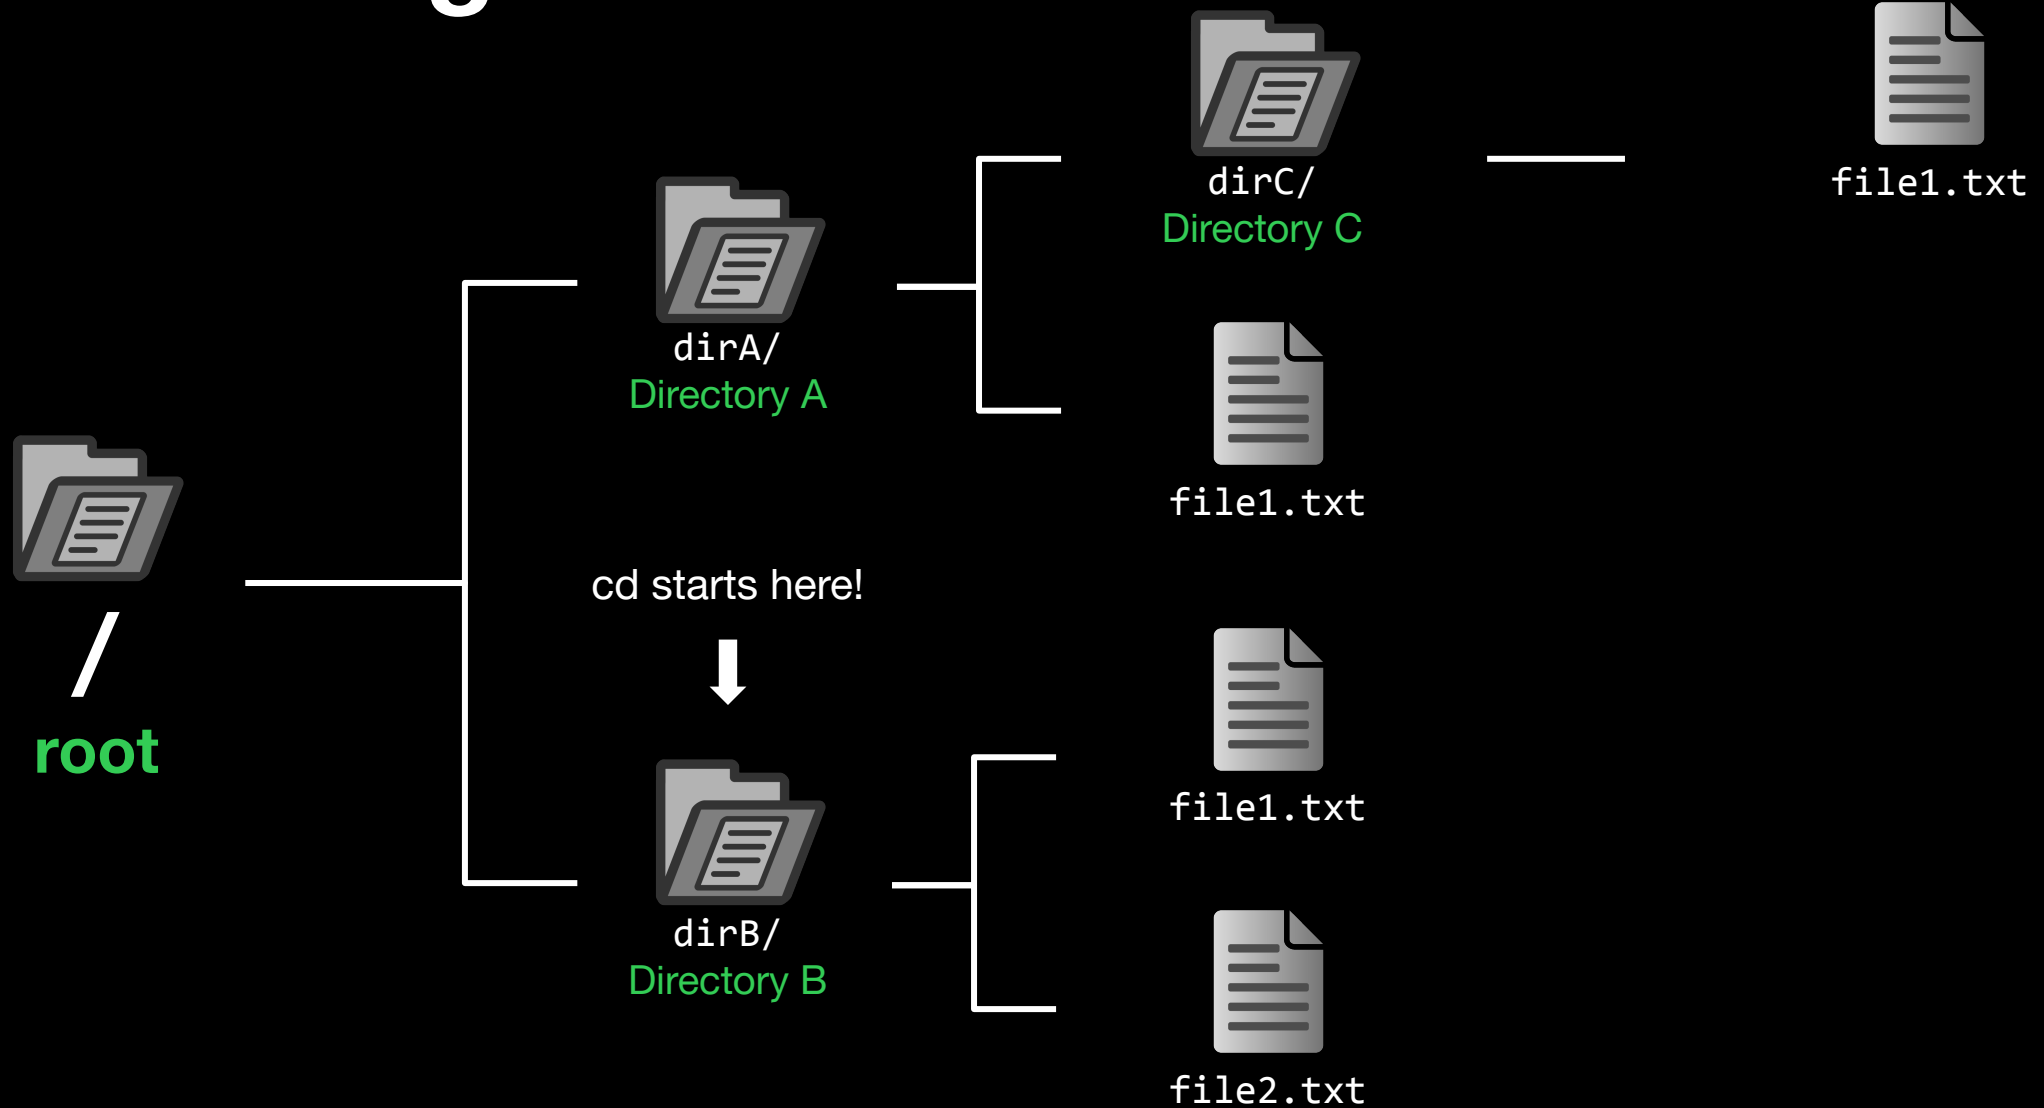 dirC/
Directory C
file1.txt
dirA/
Directory A
file1.txt
/
root
cd starts here!
dirB/
Directory B
file1.txt
file2.txt